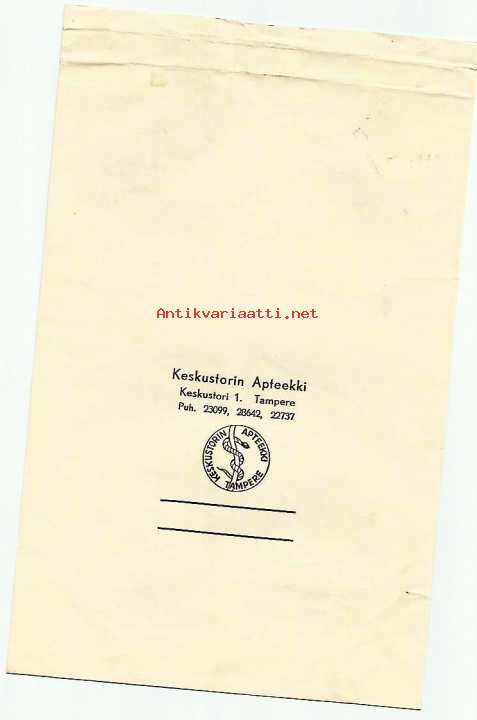 Antikvariaatti.net
Keskustorin Apteekki
Keskustori 1. Tampere
Puh. 23099, 28642, 22737
KESKUSTORIN APTEEKKI
TAMPERE